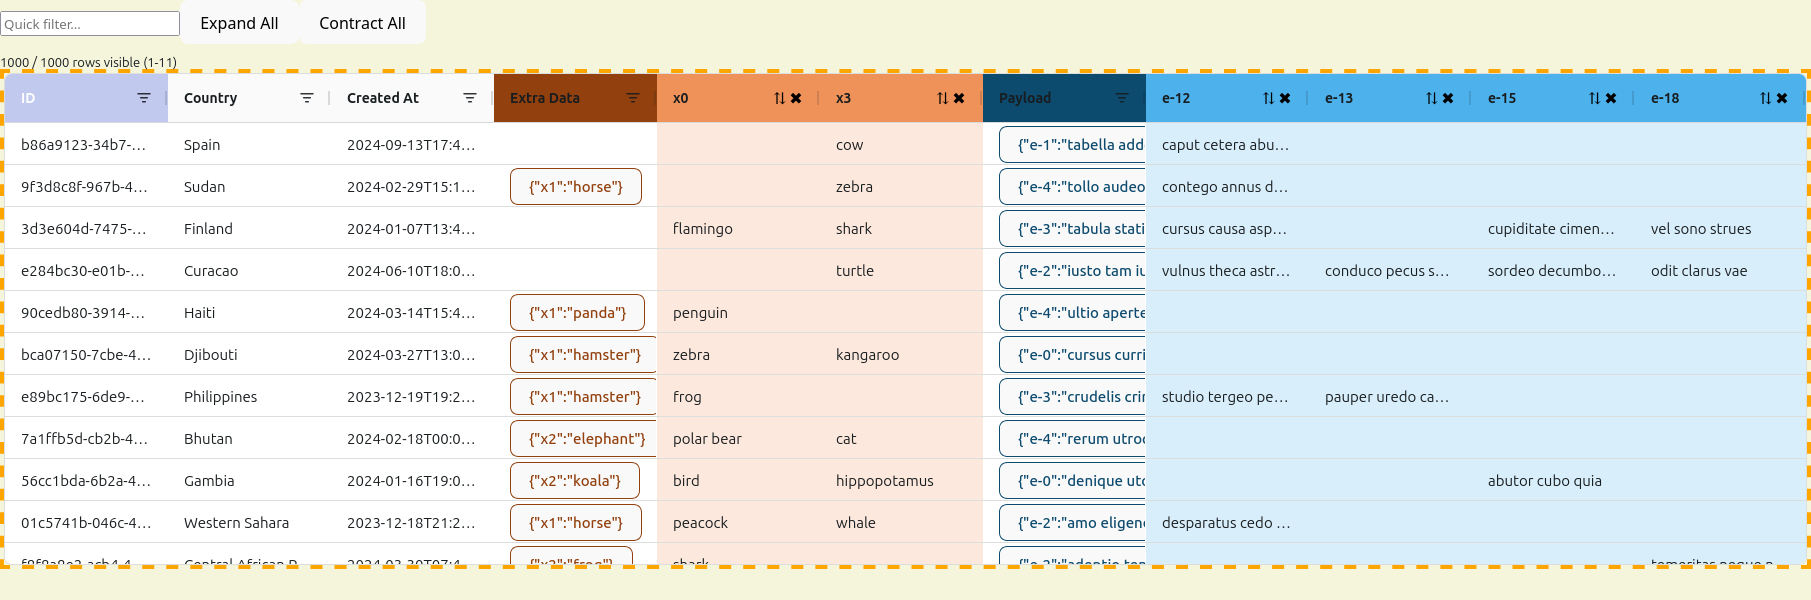 Quick filter... Expand All Contract All
1000 / 1000 rows visible (1-11)
ID Country Created At Extra Data x0 x3 Payload e-12 e-13 e-15 e-18
b86a9123-34b7-... Spain 2024-09-13T17:4... cow {"e-1":"tabella add caput cetera abu...
9f3d8c8f-967b-4... Sudan 2024-02-29T15:1... {"x1":"horse"} zebra {"e-4":"tollo audeo contego annus d...
3d3e604d-7475-... Finland 2024-01-07T13:4... flamingo shark {"e-3":"tabula stati cursus causa asp... cupiditate cimen... vel sono strues
e284bc30-e01b-... Curacao 2024-06-10T18:0... turtle {"e-2":"iusto tam iu vulnus theca astr... conduco pecus s... sordeo decumbo... odit clarus vae
90cedb80-3914-... Haiti 2024-03-14T15:4... {"x1":"panda"} penguin {"e-4":"ultio aperte
bca07150-7cbe-4... Djibouti 2024-03-27T13:0... {"x1":"hamster"} zebra kangaroo {"e-0":"cursus curri
e89bc175-6de9-... Philippines 2023-12-19T19:2... {"x1":"hamster"} frog {"e-3":"crudelis crin studio tergeo pe... pauper uredo ca...
7a1ffb5d-cb2b-4... Bhutan 2024-02-18T00:0... {"x2":"elephant"} polar bear cat {"e-4":"rerum utroq
56cc1bda-6b2a-4... Gambia 2024-01-16T19:0... {"x2":"koala"} bird hippopotamus {"e-0":"denique uto abutor cubo quia
01c5741b-046c-4... Western Sahara 2023-12-18T21:2... {"x1":"horse"} peacock whale {"e-2":"amo eligend desparatus cedo ...
Central African R... shark